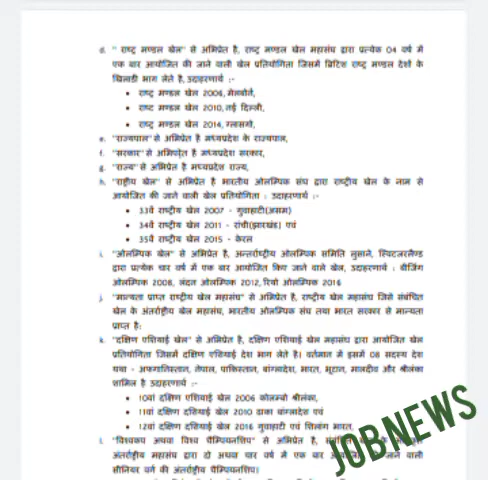 d. " राष्ट्र मण्डल खेल" से अभिप्रेत है, राष्ट्र मण्डल खेल महासंघ द्वारा प्रत्येक 04 वर्ष में
एक बार आयोजित की जाने वाली खेल प्रतियोगिता जिसमें ब्रिटिश राष्ट्र मण्डल देशों के
खिलाडी भाग लेते है, उदाहरणार्थ :-
• राष्ट्र मण्डल खेल 2006, मेलबोर्न,
• राष्ट मण्डल खेल 2010, नई दिल्ली,
• राष्ट्र मण्डल खेल 2014, ग्लासगो,
e. "राज्यपाल" से अभिप्रेत है मध्यप्रदेश के राज्यपाल,
f. "सरकार" से अभिप्रेत है मध्यप्रदेश सरकार,
g. "राज्य" से अभिप्रेत है मध्यप्रदेश राज्य,
h. "राष्ट्रीय खेल" से अभिप्रेत है भारतीय ओलम्पिक संघ द्वारा राष्ट्रीय खेल के नाम से
आयोजित की जाने वाली खेल प्रतियोगिता : उदाहरणार्थ :-
• 33वें राष्ट्रीय खेल 2007 - गुवाहाटी(असम)
• 34वें राष्ट्रीय खेल 2011 - रांची(झारखंड) एवं
• 35वें राष्ट्रीय खेल 2015 - केरल
i. "ओलम्पिक खेल" से अभिप्रेत है, अन्तर्राष्ट्रीय ओलम्पिक समिति लुसाने, स्विटजरलैण्ड
द्वारा प्रत्येक चार वर्ष में एक बार आयोजित किए जाने वाले खेल, उदाहरणार्थ : बीजिंग
ओलम्पिक 2008, लंदन ओलम्पिक 2012, रियो ओलम्पिक 2016
j. "मान्यता प्राप्त राष्ट्रीय खेल महासंघ" से अभिप्रेत है, राष्ट्रीय खेल महासंघ जिसे संबंधित
खेल के अंतर्राष्ट्रीय खेल महासंघ, भारतीय ओलम्पिक संघ तथा भारत सरकार से मान्यता
प्राप्त है;
k. "दक्षिण एशियाई खेल" से अभिप्रेत है, दक्षिण एशियाई खेल महासंघ द्वारा आयोजित खेल
प्रतियोगिता जिसमें दक्षिण एशियाई देश भाग लेते है। वर्तमान में इसमें 08 सदस्य देश
यथा - अफगानिस्तान, नेपाल, पाकिस्तान, बांग्लादेश, भारत, भूटान, मालदीव और श्रीलंका
शामिल है उदाहरणार्थ :-
• 10वां दक्षिण एशियाई खेल 2006 कोलम्बो श्रीलंका,
• 11वां दक्षिण एशियाई खेल 2010 ढाका बांग्लादेश एवं
• 12वां दक्षिण एशियाई खेल 2016 गुवाहाटी एवं शिलांग भारत,
l. "विश्वकप अथवा विश्व चैम्पियनशिप" से अभिप्रेत है,
अंतर्राष्ट्रीय महासंघ द्वारा दो अथवा चार वर्ष में एक बार जाने वाली
सीनियर वर्ग की अंतर्राष्ट्रीय चैम्पियनशिप।
JOBNEWS